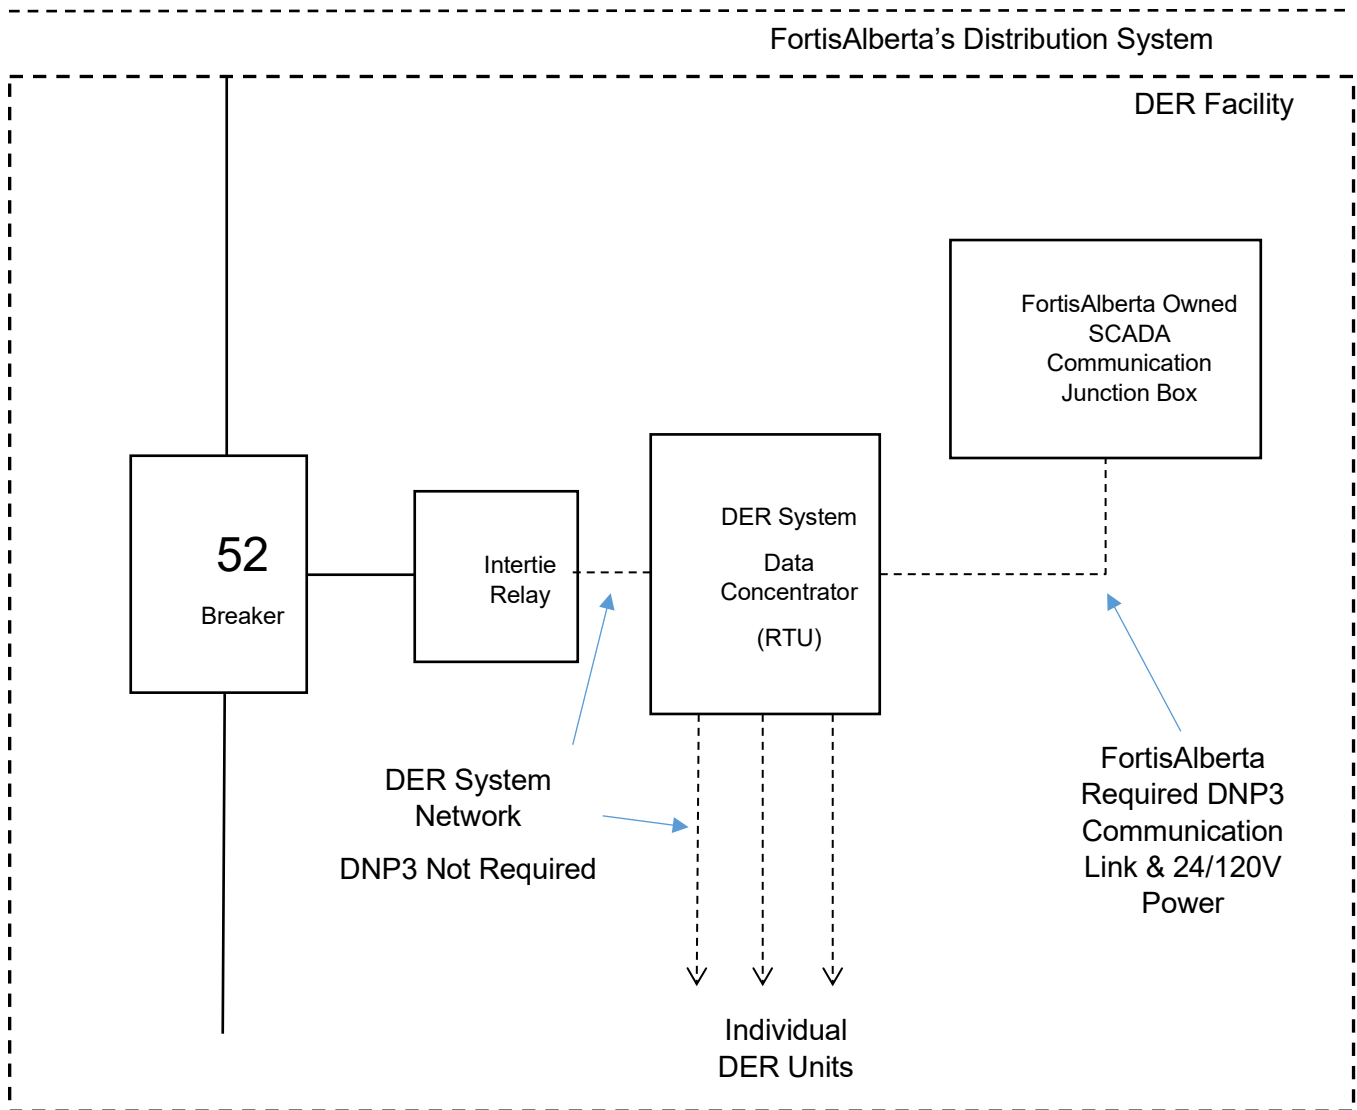 FortisAlberta’s Distribution System
DER Facility
FortisAlberta Owned
SCADA
Communication
Junction Box
52
Breaker
Intertie
Relay
DER System
Data
Concentrator
(RTU)
DER System
Network
DNP3 Not Required
FortisAlberta
Required DNP3
Communication
Link & 24/120V
Power
Individual
DER Units